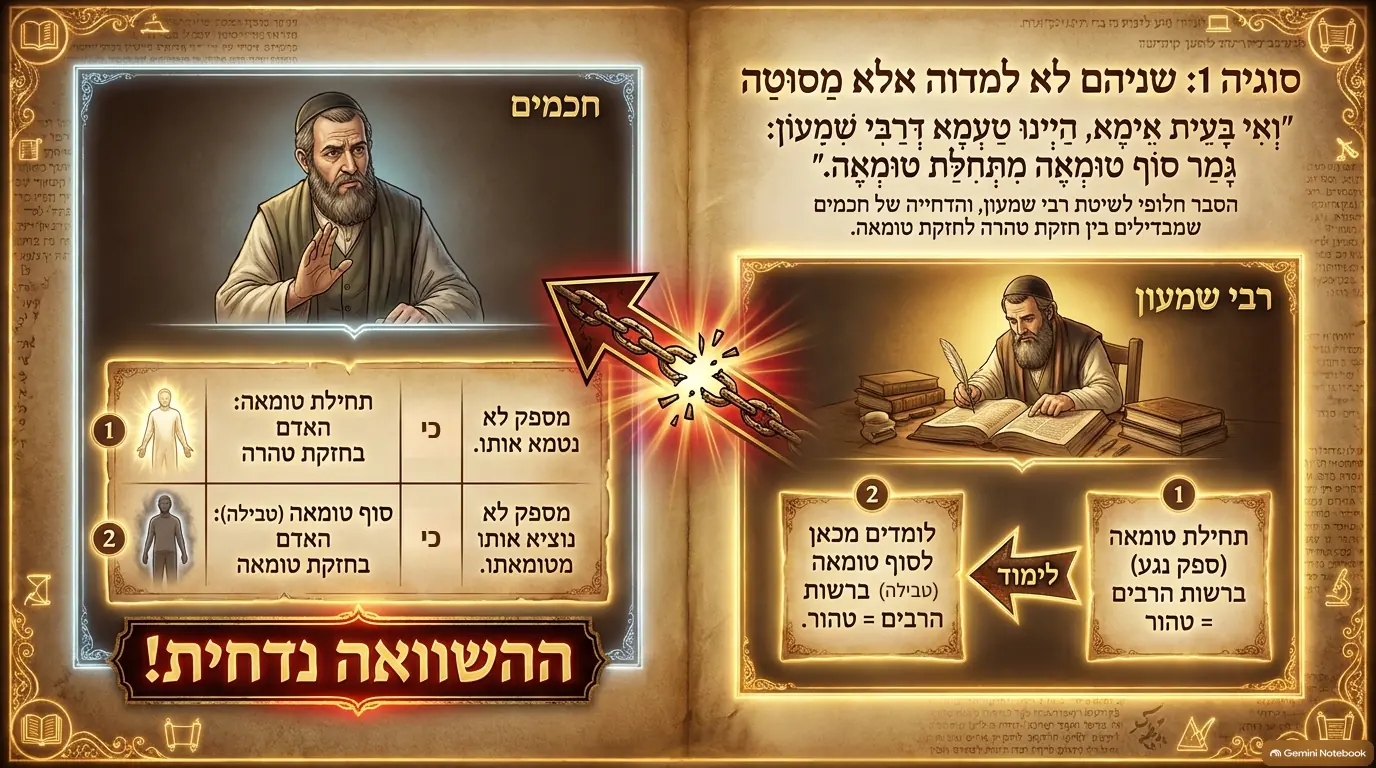 סוגיה 1: שניהם לא למדוה אלא מַסוּטַה
"וְאִי בָּעֵית אֵימָא, הַיְינוּ טַעְמָא דְּרַבִּי שִׁמְעוֹן:
גָּמַר סוֹף טוּמְאָה מִתְּחִלַּת טוּמְאָה."
הסבר חלופי לשיטת רבי שמעון, והדחייה של חכמים
שמבדילים בין חזקת טהרה לחזקת טומאה.
רבי שמעון
1
תחילת טומאה
(ספק נגע)
ברשות הרבים
= טהור
לימוד
2
לומדים מכאן
לסוף טומאה
(טבילה) ברשות
הרבים = טהור.
חכמים
מספק לא
נטמא אותו.
כי
תחילת טומאה:
האדם
בחזקת טהרה
1
מספק לא
נוציא אותו
מטומאתו.
כי
סוף טומאה (טבילה):
האדם
בחזקת טומאה
2
ההשוואה נדחית!
Gemini Notebook